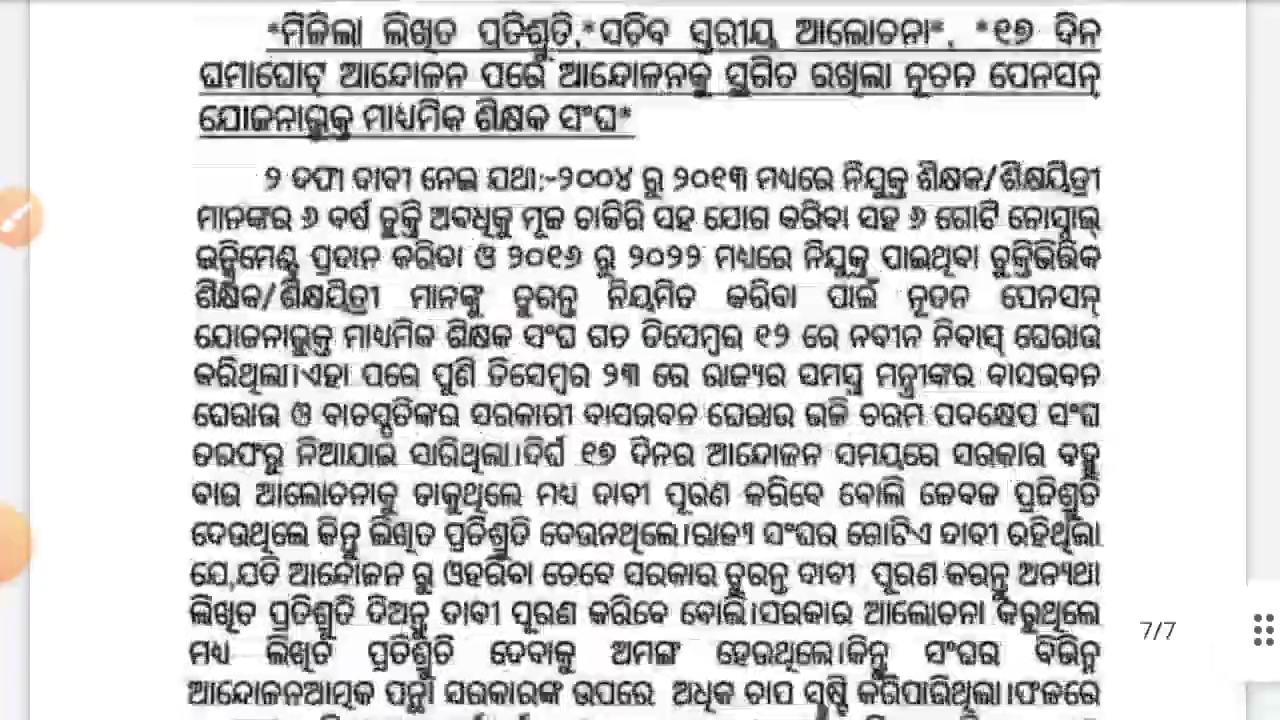 *ମିଳିଲା ଲିଖିତ ପ୍ରତିଶ୍ରୁତି,*ସଚିବ ସ୍ତରୀୟ ଆଲୋଚନା*, *୧୭ ଦିନ
ଘମାଘୋଟ୍ ଆନ୍ଦୋଳନ ପରେ ଆନ୍ଦୋଳନକୁ ସ୍ଥଗିତ ରଖିଲା ନୂତନ ପେନସନ୍
ଯୋଜନାଭୁକ୍ତ ମାଧ୍ୟମିକ ଶିକ୍ଷକ ସଂଘ*
୨ ଦଫା ଦାବୀ ନେଇ ଯଥା:-୨୦୦୪ ରୁ ୨୦୧୩ ମଧ୍ୟରେ ନିଯୁକ୍ତ ଶିକ୍ଷକ/ଶିକ୍ଷୟିତ୍ରୀ
ମାନଙ୍କର ୬ ବର୍ଷ ଚୁକ୍ତି ଅବଧିକୁ ମୂଳ ଚାକିରି ସହ ଯୋଗ କରିବା ସହ ୬ ଗୋଟି ନୋସ୍ନାଲ୍
ଇନ୍କ୍ରିମେଣ୍ଟ ପ୍ରଦାନ କରିବା ଓ ୨୦୧୬ ରୁ ୨୦୨୨ ମଧ୍ୟରେ ନିଯୁକ୍ତ ପାଇଥିବା ଚୁକ୍ତିଭିତ୍ତିକ
ଶିକ୍ଷକ/ଶିକ୍ଷୟିତ୍ରୀ ମାନଙ୍କୁ ତୁରନ୍ତ ନିୟମିତ କରିବା ପାଇଁ ନୂତନ ପେନସନ୍
ଯୋଜନାଭୁକ୍ତ ମାଧ୍ୟମିକ ଶିକ୍ଷକ ସଂଘ ଗତ ଡିସେମ୍ବର ୧୨ ରେ ନବୀନ ନିବାସ୍ ଘେରାଉ
କରିଥିଲା।ଏହା ପରେ ପୁଣି ଡିସେମ୍ବର ୨୩ ରେ ରାଜ୍ୟର ସମସ୍ତ ମନ୍ତ୍ରୀଙ୍କର ବାସଭବନ
ଘେରାଉ ଓ ବାଚସ୍ପତିଙ୍କର ସରକାରୀ ବାସଭବନ ଘେରାଉ ଭଳି ଚରମ ପଦକ୍ଷେପ ସଂଘ
ତରଫରୁ ନିଆଯାଇ ସାରିଥିଲା।ଦିର୍ଘ ୧୭ ଦିନର ଆନ୍ଦୋଳନ ସମୟରେ ସରକାର ବହୁ
ବାର ଆଲୋଚନାକୁ ଡାକୁଥିଲେ ମଧ୍ୟ ଦାବୀ ପୂରଣ କରିବେ ବୋଲି କେବଳ ପ୍ରତିଶ୍ରୁତି
ଦେଉଥିଲେ କିନ୍ତୁ ଲିଖିତ ପ୍ରତିଶ୍ରୁତି ଦେଉନଥିଲେ।ରାଜ୍ୟ ସଂଘର ଗୋଟିଏ ଦାବୀ ରହିଥିଲା
ଯେ,ଯଦି ଆନ୍ଦୋଳନ ରୁ ଓହରିବା ତେବେ ସରକାର ତୁରନ୍ତ ଦାବୀ ପୂରଣ କରନ୍ତୁ ଅନ୍ୟଥା
ଲିଖିତ ପ୍ରତିଶ୍ରୁତି ଦିଅନ୍ତୁ ଦାବୀ ପୂରଣ କରିବେ ବୋଲି।ସରକାର ଆଲୋଚନା କରୁଥିଲେ
ମଧ୍ୟ ଲିଖିତ ପ୍ରତିଶ୍ରୁତି ଦେବାକୁ ଅମଙ୍ଗ ହେଉଥିଲେ।କିନ୍ତୁ ସଂଘର ବିଭିନ୍ନ
ଆନ୍ଦୋଳନଆତ୍ମକ ପନ୍ଥା ସରକାରଙ୍କ ଉପରେ ଅଧିକ ଚାପ ସୃଷ୍ଟି କରିପାରିଥିଲା।ଫଳରେ
7/7